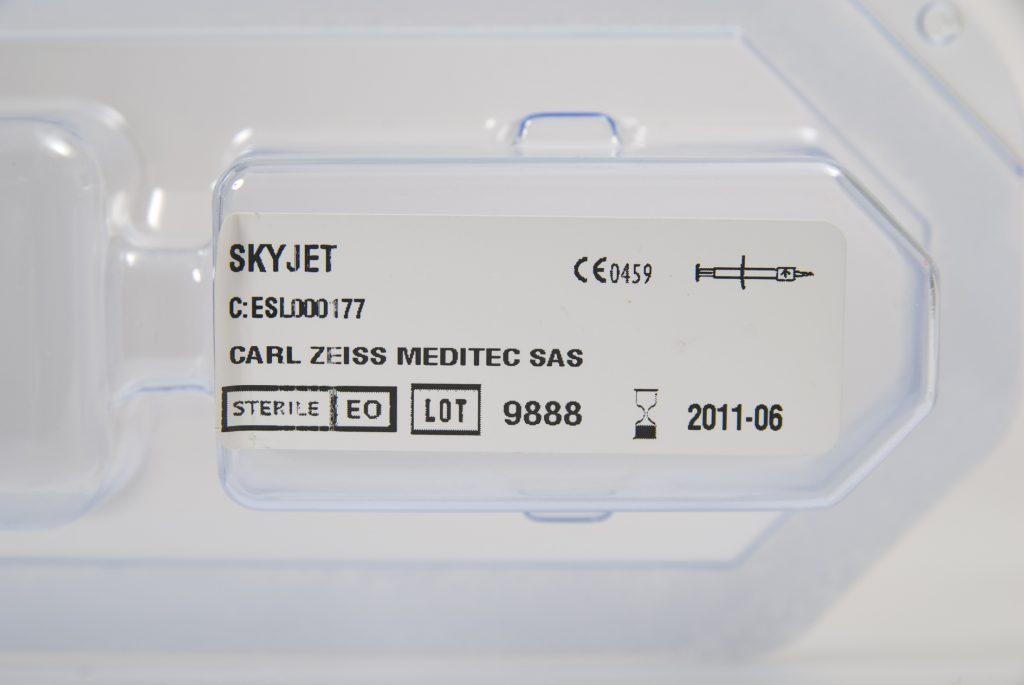 SKYJET
CE0459
C:ESL000177
CARL ZEISS MEDITEC SAS
STERILE EO LOT 9888 2011-06